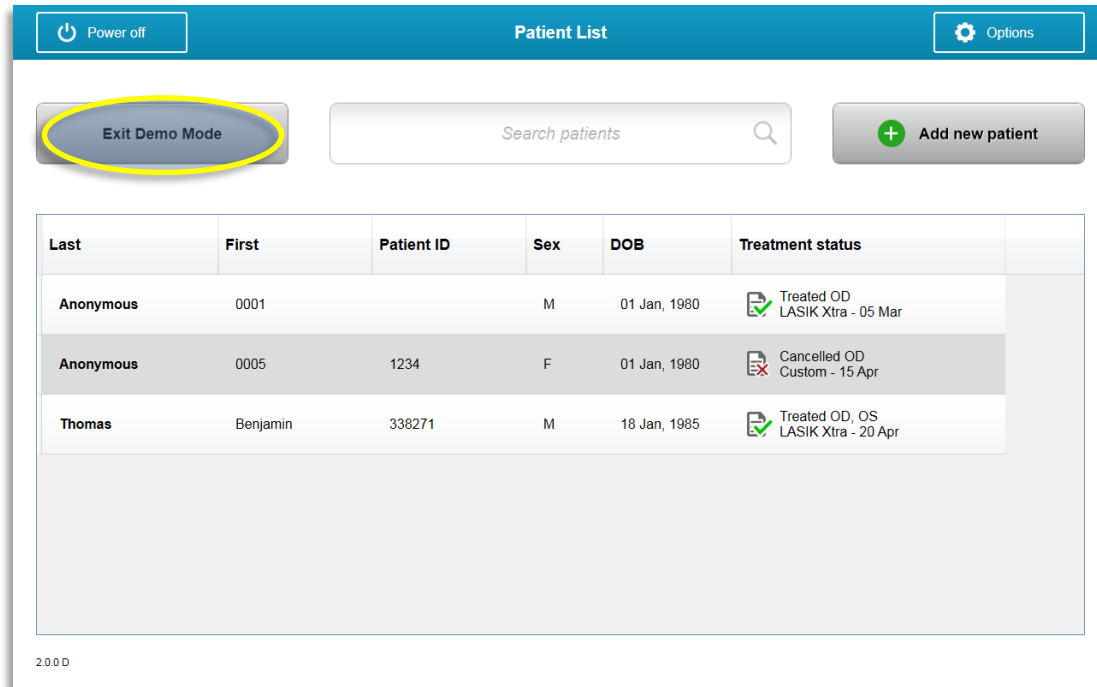 Power off Patient List Options
Exit Demo Mode Search patients Add new patient
Last First Patient ID Sex DOB Treatment status
Anonymous 0001 M 01 Jan, 1980 Treated OD
LASIK Xtra - 05 Mar
Anonymous 0005 1234 F 01 Jan, 1980 Cancelled OD
Custom - 15 Apr
Thomas Benjamin 338271 M 18 Jan, 1985 Treated OD, OS
LASIK Xtra - 20 Apr
2.0.0 D